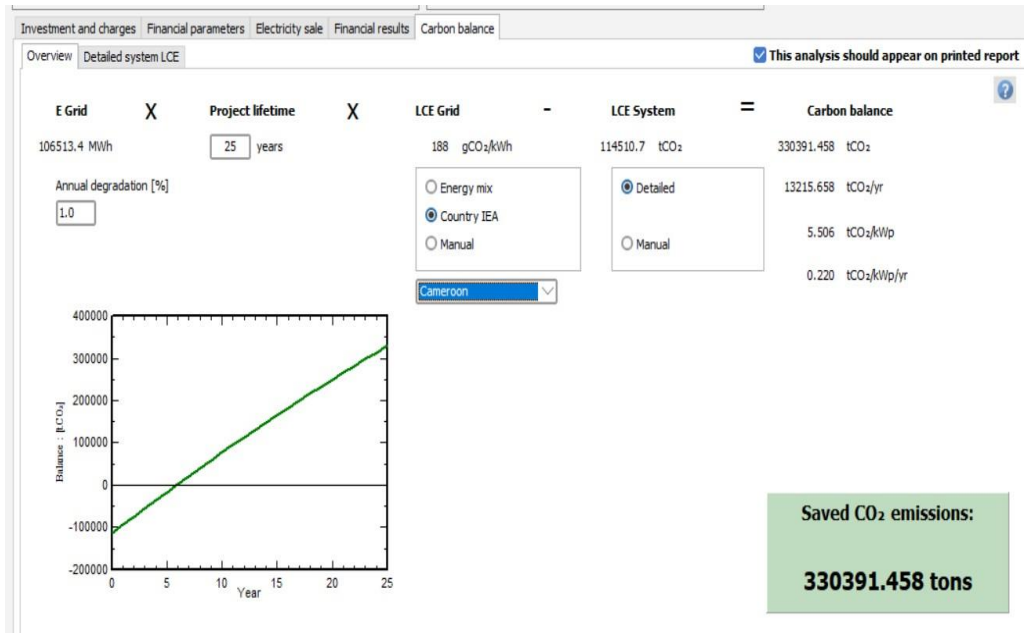 Investment and charges Financial parameters Electricity sale Financial results Carbon balance
Overview Detailed system LCE This analysis should appear on printed report
E Grid X Project lifetime X LCE Grid - LCE System = Carbon balance
106513.4 MWh 25 years 188 gCO₂/kWh 114510.7 tCO₂ 330391.458 tCO₂
Annual degradation [%] Energy mix Detailed 13215.658 tCO₂/yr
1.0 Country IEA
Manual Manual 5.506 tCO₂/kWp
0.220 tCO₂/kWp/yr
Cameroon
400000
300000
200000
100000
0
-100000
-200000
Balance : [tCO₂]
0 5 10 15 20 25
Year
Saved CO₂ emissions:
330391.458 tons